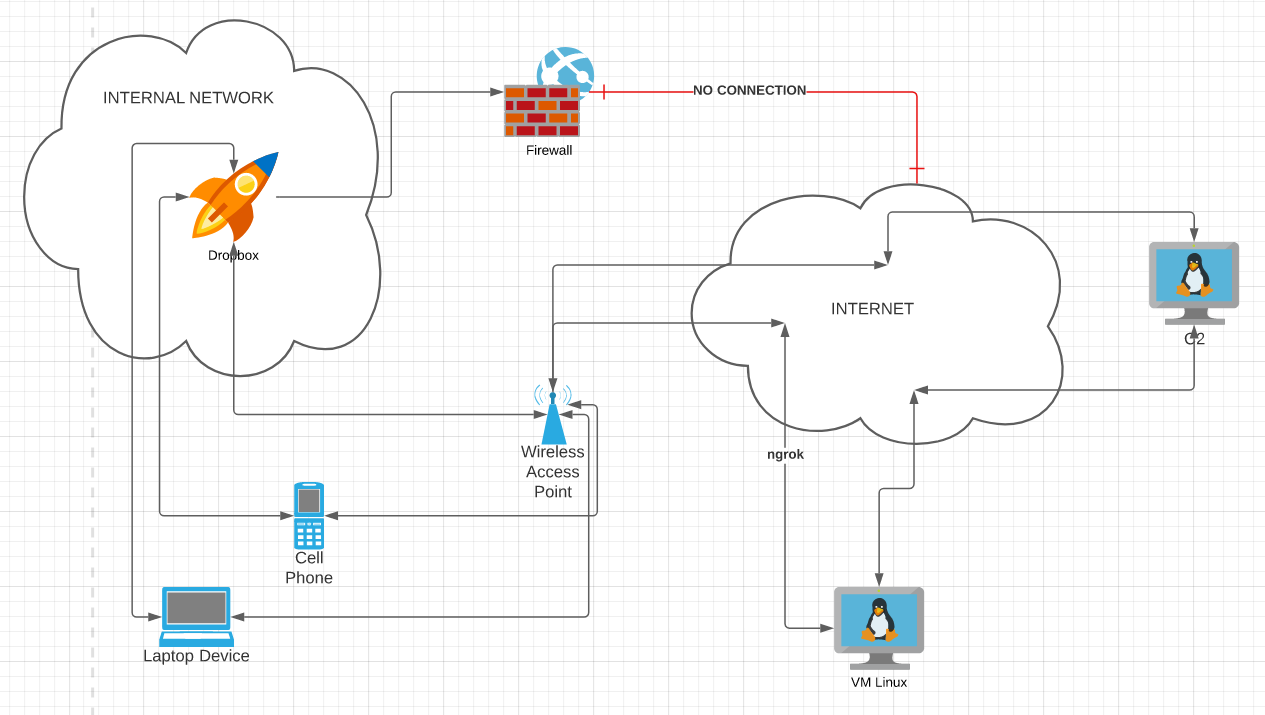 INTERNAL NETWORK
NO CONNECTION
Firewall
Dropbox
INTERNET
C2
Wireless
Access
Point
ngrok
Cell
Phone
Laptop Device
VM Linux